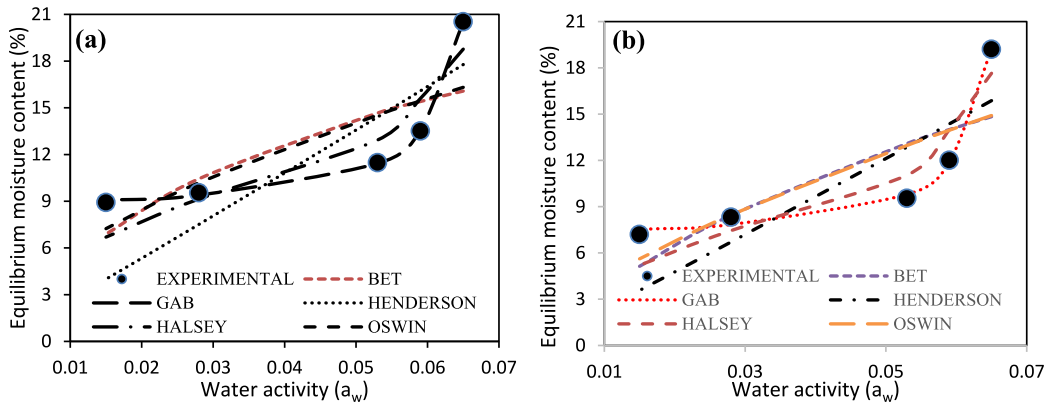 (a)
Equilibrium moisture content (%)
21
18
15
12
9
6
3
0
EXPERIMENTAL
BET
GAB
HENDERSON
HALSEY
OSWIN
0.01
0.02
0.03
0.04
0.05
0.06
0.07
Water activity (aw)
(b)
Equilibrium moisture content (%)
21
18
15
12
9
6
3
0
EXPERIMENTAL
BET
GAB
HENDERSON
HALSEY
OSWIN
0.01
0.03
0.05
0.07
Water activity (aw)